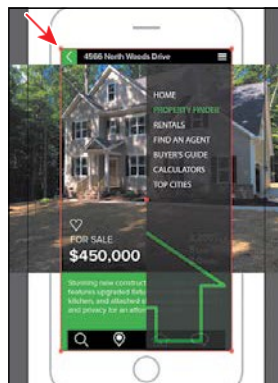 4566 North Woods Drive
HOME
PROPERTY FINDER
RENTALS
FIND AN AGENT
BUYER'S GUIDE
CALCULATORS
TOP CITIES
FOR SALE
$450,000
Stunning new construct
features upgraded
kitchen, and attached
and privacy for an affor